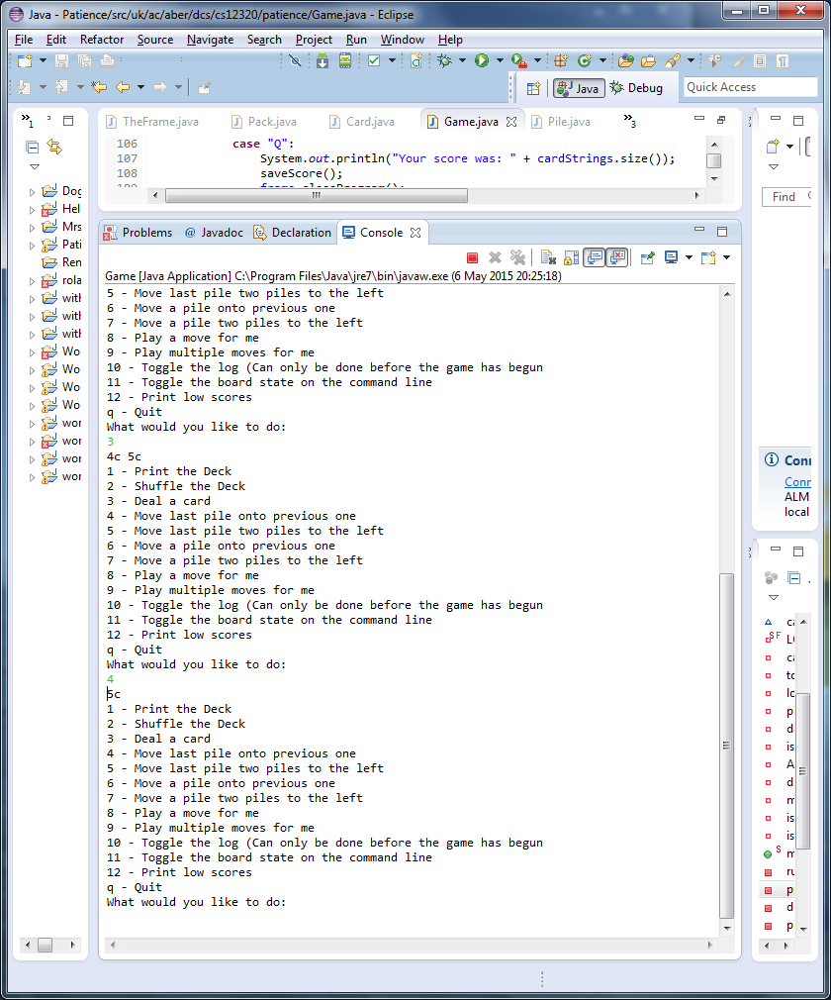 Java - Patience/src/uk/ac/aber/dcs/cs12320/patience/Game.java - Eclipse
File Edit Refactor Source Navigate Search Project Run Window Help
Java Debug Quick Access
1 TheFrame.java Pack.java Card.java Game.java Pile.java 3
106 case "Q":
107 System.out.println("Your score was: " + cardStrings.size());
108 saveScore();
Find
Problems @ Javadoc Declaration Console
Game [Java Application] C:\Program Files\Java\jre7\bin\javaw.exe (6 May 2015 20:25:18)
5 - Move last pile two piles to the left
6 - Move a pile onto previous one
7 - Move a pile two piles to the left
8 - Play a move for me
9 - Play multiple moves for me
10 - Toggle the log (Can only be done before the game has begun
11 - Toggle the board state on the command line
12 - Print low scores
q - Quit
What would you like to do:
3
4c 5c
1 - Print the Deck
2 - Shuffle the Deck
3 - Deal a card
4 - Move last pile onto previous one
5 - Move last pile two piles to the left
6 - Move a pile onto previous one
7 - Move a pile two piles to the left
8 - Play a move for me
9 - Play multiple moves for me
10 - Toggle the log (Can only be done before the game has begun
11 - Toggle the board state on the command line
12 - Print low scores
q - Quit
What would you like to do:
4
5c
1 - Print the Deck
2 - Shuffle the Deck
3 - Deal a card
4 - Move last pile onto previous one
5 - Move last pile two piles to the left
6 - Move a pile onto previous one
7 - Move a pile two piles to the left
8 - Play a move for me
9 - Play multiple moves for me
10 - Toggle the log (Can only be done before the game has begun
11 - Toggle the board state on the command line
12 - Print low scores
q - Quit
What would you like to do:
Dog
Hel
Mrs
Pati
Ren
rola
with
with
with
Wo
Wo
Wo
Wo
wor
wor
wor
wor
Conn
Conn
ALM
local